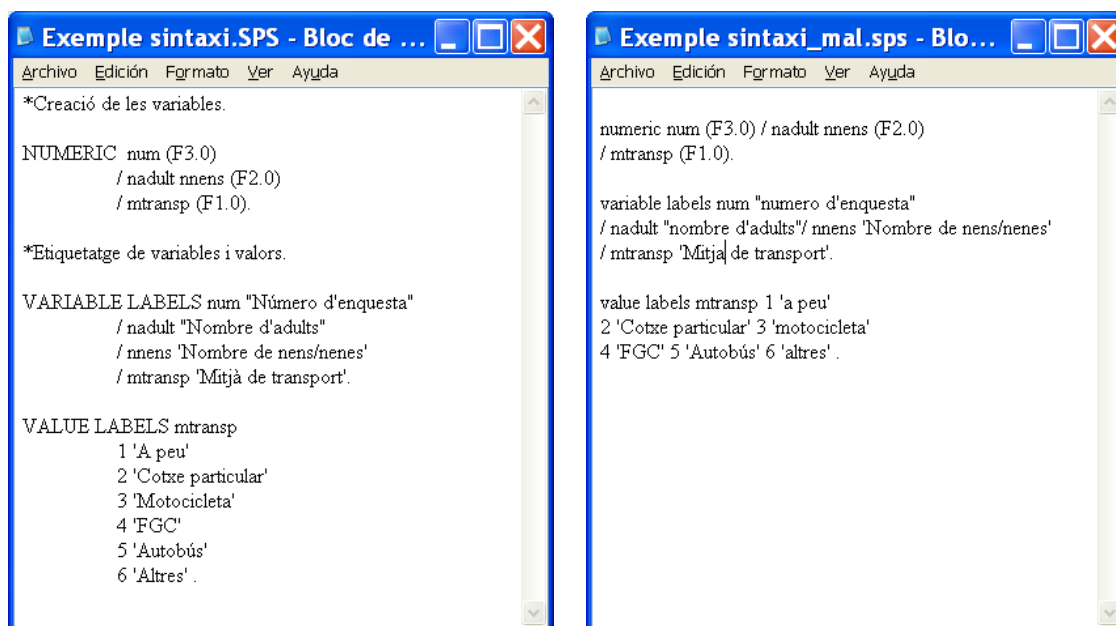 Exemple sintaxi.SPS - Bloc de ...
Archivo Edición Formato Ver Ayuda
*Creació de les variables.
NUMERIC num (F3.0)
/ nadult nnens (F2.0)
/ mtransp (F1.0).
*Etiquetatge de variables i valors.
VARIABLE LABELS num "Número d'enquesta"
/ nadult "Nombre d'adults"
/ nnens 'Nombre de nens/nenes'
/ mtransp 'Mitjà de transport'.
VALUE LABELS mtransp
1 'A peu'
2 'Cotxe particular'
3 'Motocicleta'
4 'FGC'
5 'Autobús'
6 'Altres' .
Exemple sintaxi_mal.sps - Blo...
Archivo Edición Formato Ver Ayuda
numeric num (F3.0) / nadult nnens (F2.0)
/ mtransp (F1.0).
variable labels num "numero d'enquesta"
/ nadult "nombre d'adults"/ nnens 'Nombre de nens/nenes'
/ mtransp 'Mitja de transport'.
value labels mtransp 1 'a peu'
2 'Cotxe particular' 3 'motocicleta'
4 'FGC' 5 'Autobús' 6 'altres' .